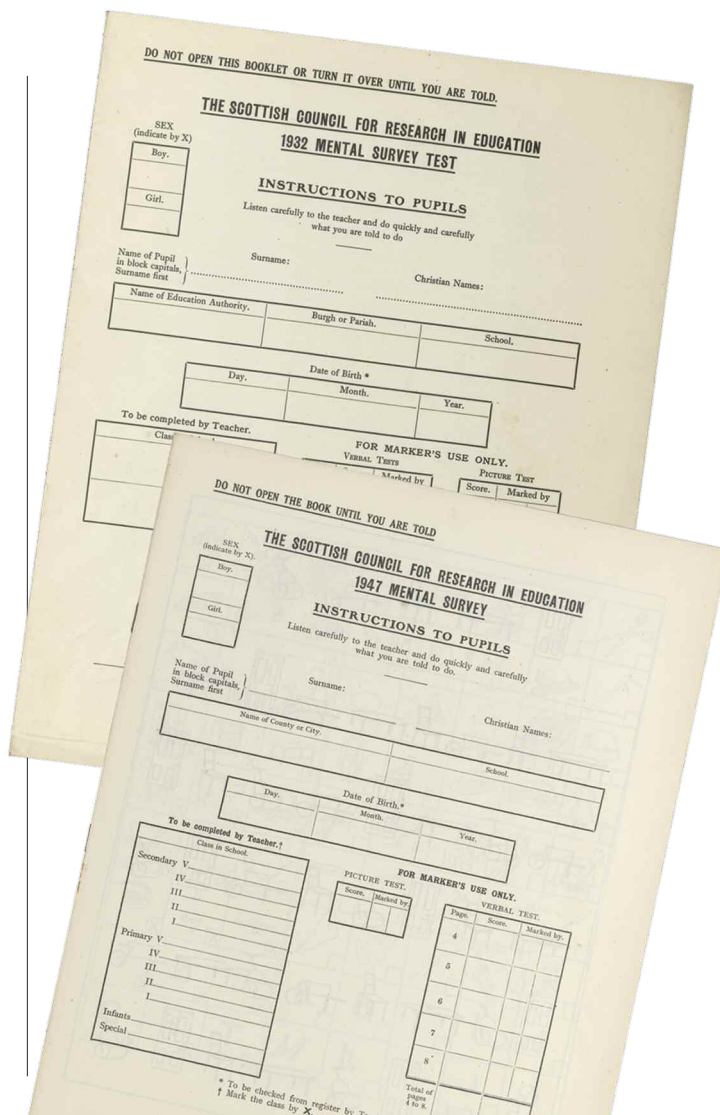 DO NOT OPEN THIS BOOKLET OR TURN IT OVER UNTIL YOU ARE TOLD.
THE SCOTTISH COUNCIL FOR RESEARCH IN EDUCATION
1932 MENTAL SURVEY TEST
SEX
(indicate by X)
Boy.
Girl.
INSTRUCTIONS TO PUPILS
Listen carefully to the teacher and do quickly and carefully
what you are told to do
Name of Pupil
in block capitals,
Surname first
Surname:
Christian Names:
Name of Education Authority.
Burgh or Parish.
School.
Date of Birth *
Day.
Month.
Year.
To be completed by Teacher.
FOR MARKER'S USE ONLY.
VERBAL TESTS
Marked by
PICTURE TEST
Score.
Marked by
DO NOT OPEN THE BOOK UNTIL YOU ARE TOLD
THE SCOTTISH COUNCIL FOR RESEARCH IN EDUCATION
1947 MENTAL SURVEY
SEX
(indicate by X).
Boy.
Girl.
INSTRUCTIONS TO PUPILS
Listen carefully to the teacher and do quickly and carefully
what you are told to do.
Name of Pupil
in block capitals,
Surname first
Surname:
Christian Names:
Name of County or City.
School.
Date of Birth.*
Day.
Month.
Year.
To be completed by Teacher.†
Class in School.
Secondary V.
IV.
III.
II.
I.
Primary V.
IV.
III.
II.
I.
Infants
Special
FOR MARKER'S USE ONLY.
PICTURE TEST.
Score.
Marked by.
VERBAL TEST.
Page.
Score.
Marked by.
4
5
6
7
8
Total of
pages
4 to 8.
* To be checked from register by
† Mark the class by X.